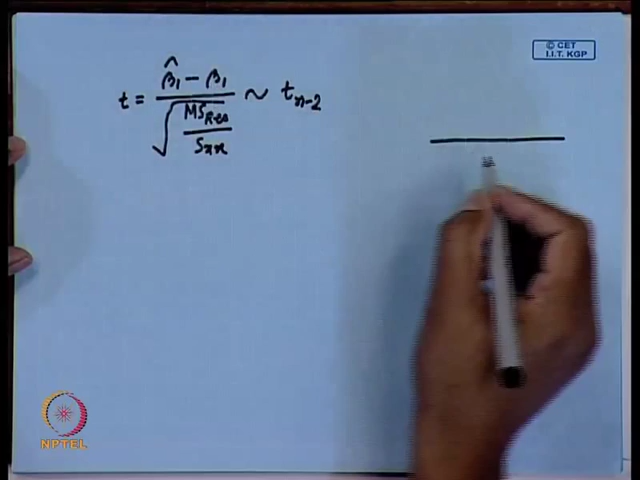 t = (β̂₁ − β₁) / √(MS_Res / Sxx) ~ t_{n-2}
© CET
I.I.T. KGP
NPTEL